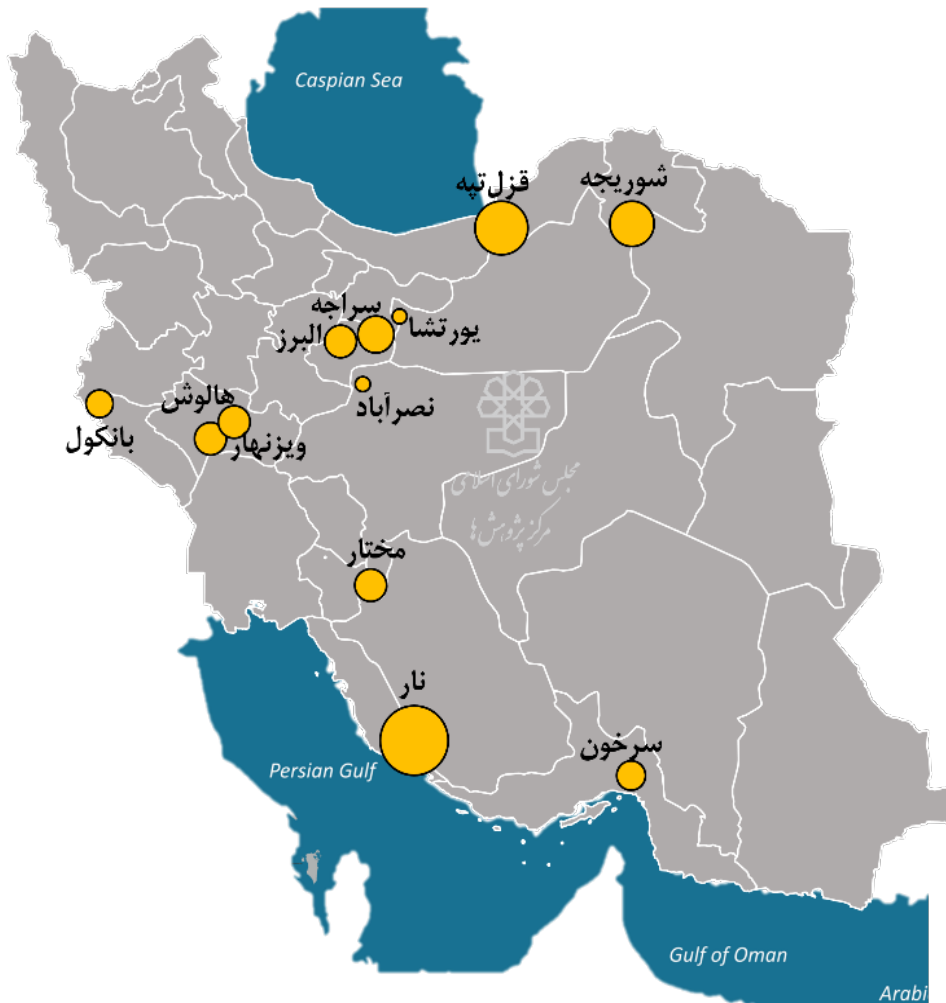 Caspian Sea
قزل‌تپه
شوریجه
سراجه
البرز
یورتشا
نصرآباد
هالوش
ویزنهار
بانکول
مجلس شورای اسلامی
مرکز پژوهش ها
مختار
نار
سرخون
Persian Gulf
Gulf of Oman
Arabi